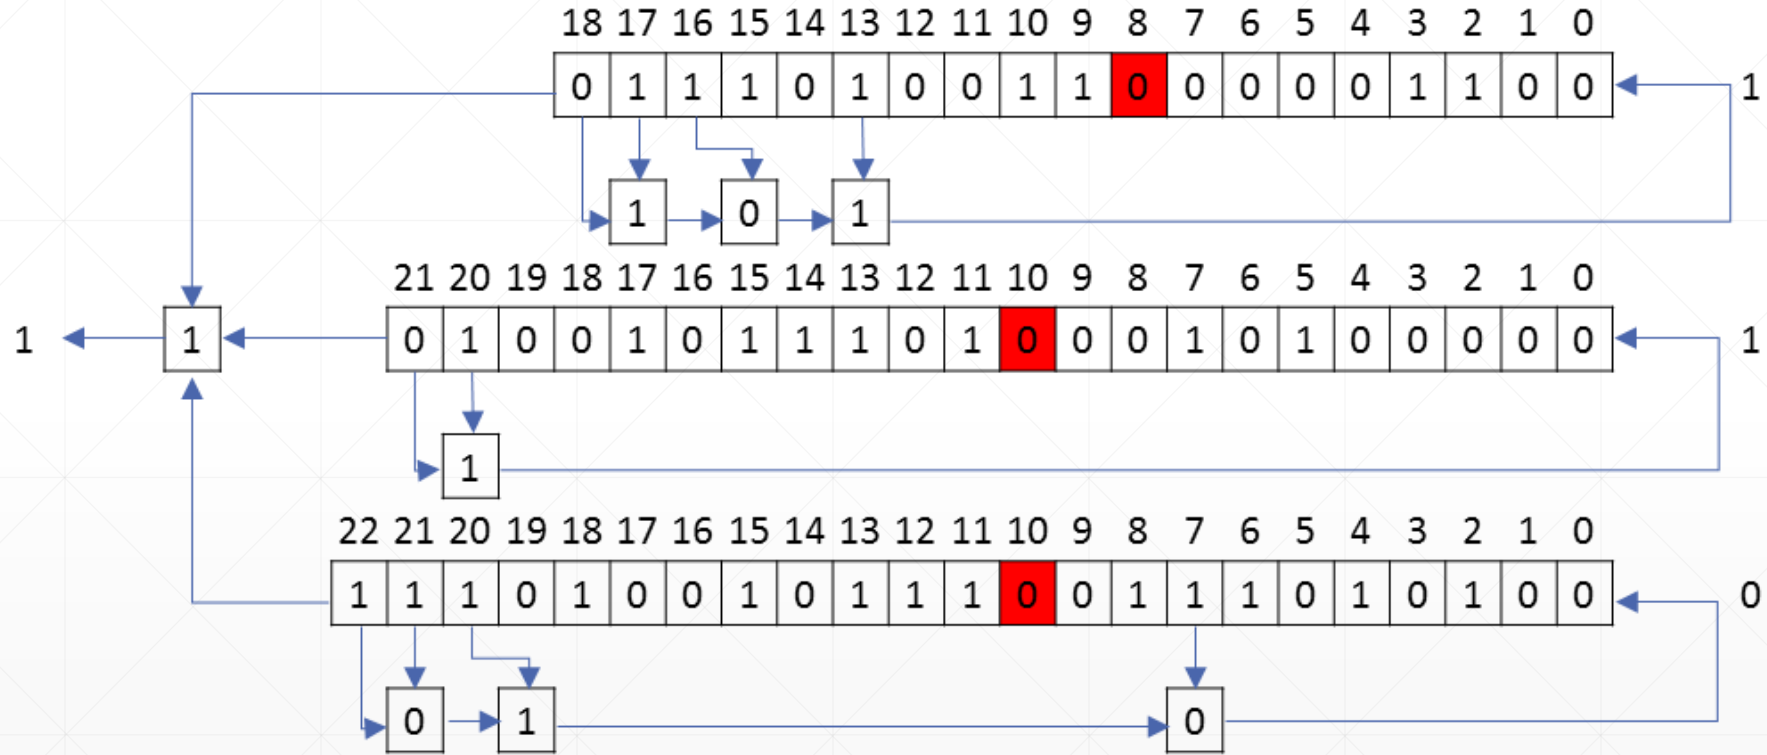 18 17 16 15 14 13 12 11 10 9 8 7 6 5 4 3 2 1 0
0 1 1 1 0 1 0 0 1 1 0 0 0 0 0 1 1 0 0 1
1 0 1
21 20 19 18 17 16 15 14 13 12 11 10 9 8 7 6 5 4 3 2 1 0
1 1 0 1 0 0 1 0 1 1 1 0 1 0 0 0 1 0 1 0 0 0 0 0 1
1
22 21 20 19 18 17 16 15 14 13 12 11 10 9 8 7 6 5 4 3 2 1 0
1 1 1 0 1 0 0 1 0 1 1 1 0 0 1 1 1 0 1 0 1 0 0 0
0 1 0